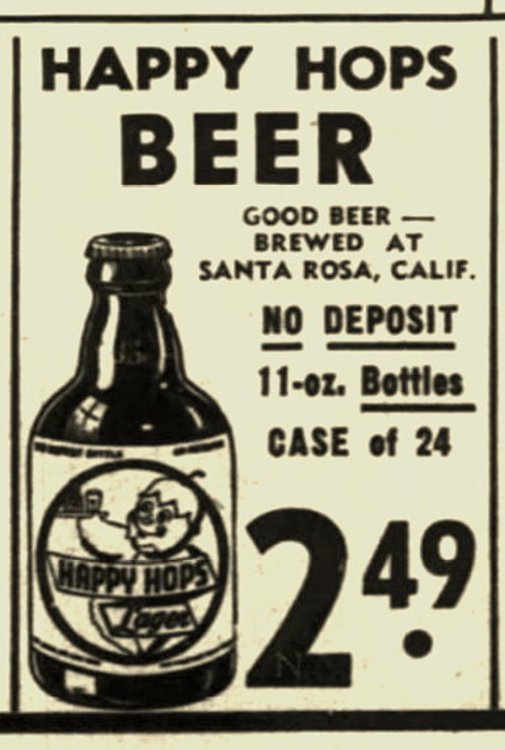 HAPPY HOPS
BEER
GOOD BEER —
BREWED AT
SANTA ROSA, CALIF.
NO DEPOSIT
11-oz. Bottles
CASE of 24
2.49
HAPPY HOPS
Lager